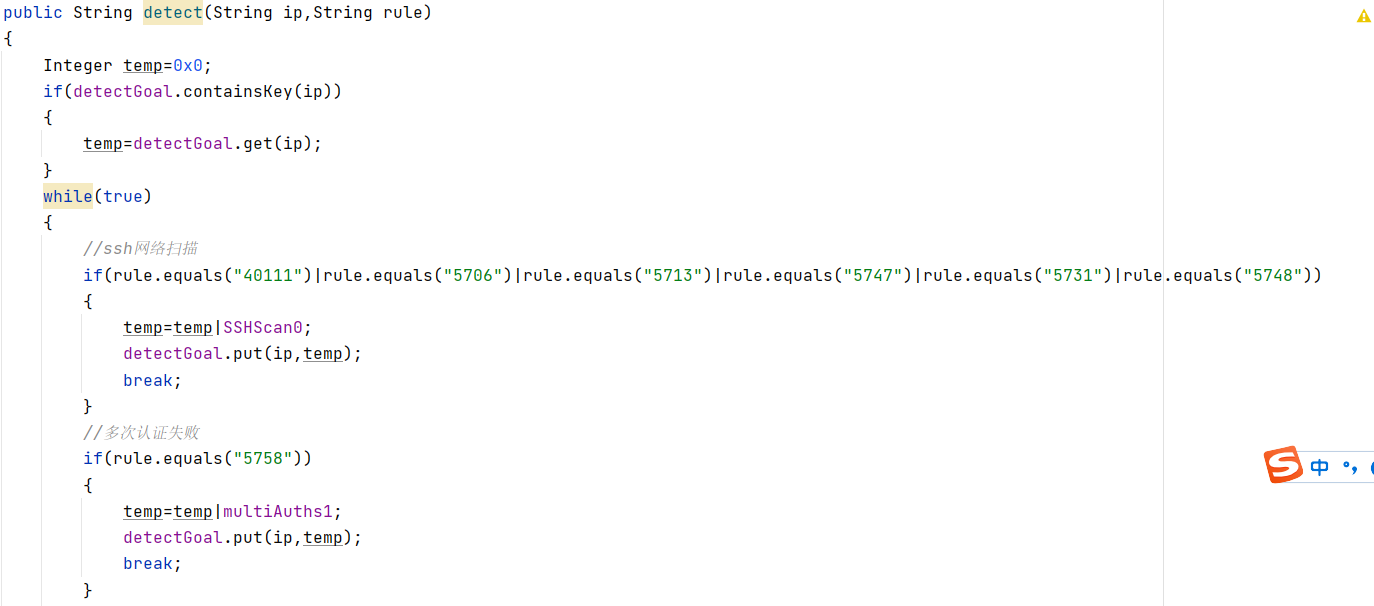 public String detect(String ip,String rule)
{
    Integer temp=0x0;
    if(detectGoal.containsKey(ip))
    {
        temp=detectGoal.get(ip);
    }
    while(true)
    {
        //ssh网络扫描
        if(rule.equals("40111")|rule.equals("5706")|rule.equals("5713")|rule.equals("5747")|rule.equals("5731")|rule.equals("5748"))
        {
            temp=temp|SSHScan0;
            detectGoal.put(ip,temp);
            break;
        }
        //多次认证失败
        if(rule.equals("5758"))
        {
            temp=temp|multiAuths1;
            detectGoal.put(ip,temp);
            break;
        }
S 中 °,